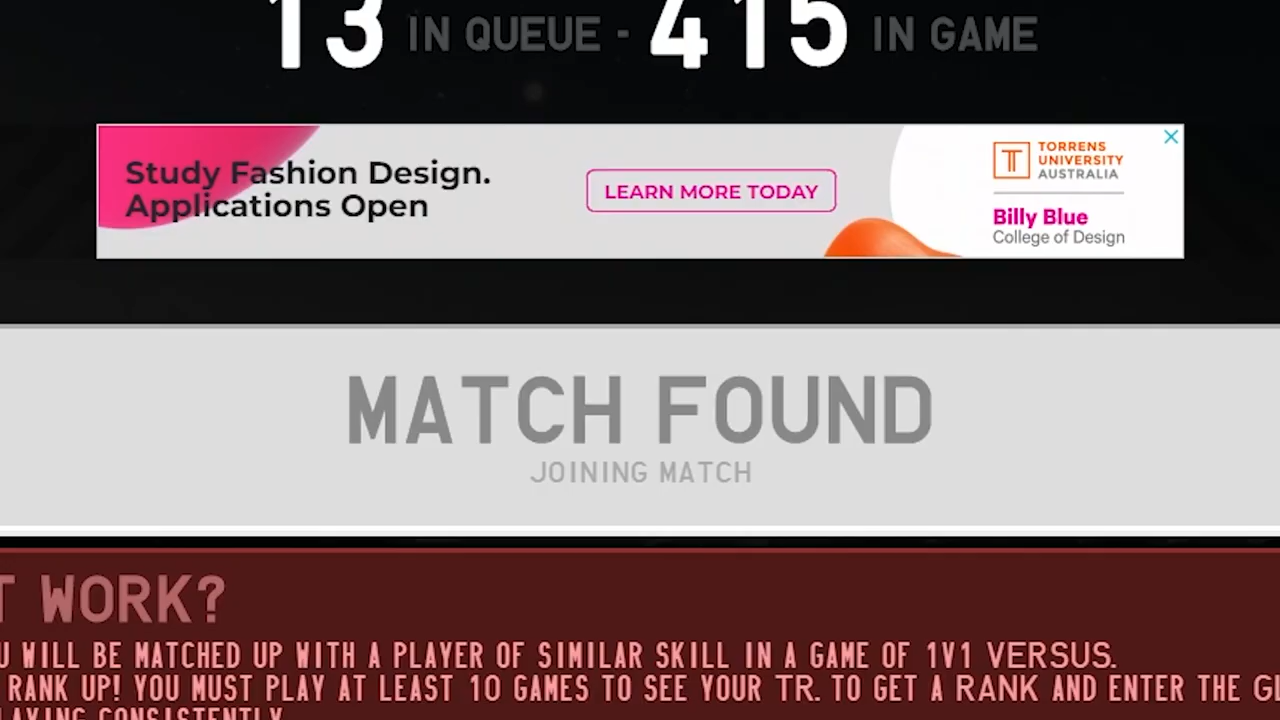 13 IN QUEUE - 415 IN GAME
Study Fashion Design.
Applications Open
LEARN MORE TODAY
TORRENS
UNIVERSITY
AUSTRALIA
Billy Blue
College of Design
MATCH FOUND
JOINING MATCH
T WORK?
U WILL BE MATCHED UP WITH A PLAYER OF SIMILAR SKILL IN A GAME OF 1V1 VERSUS.
RANK UP! YOU MUST PLAY AT LEAST 10 GAMES TO SEE YOUR TR. TO GET A RANK AND ENTER THE
LAYING CONSISTENTLY